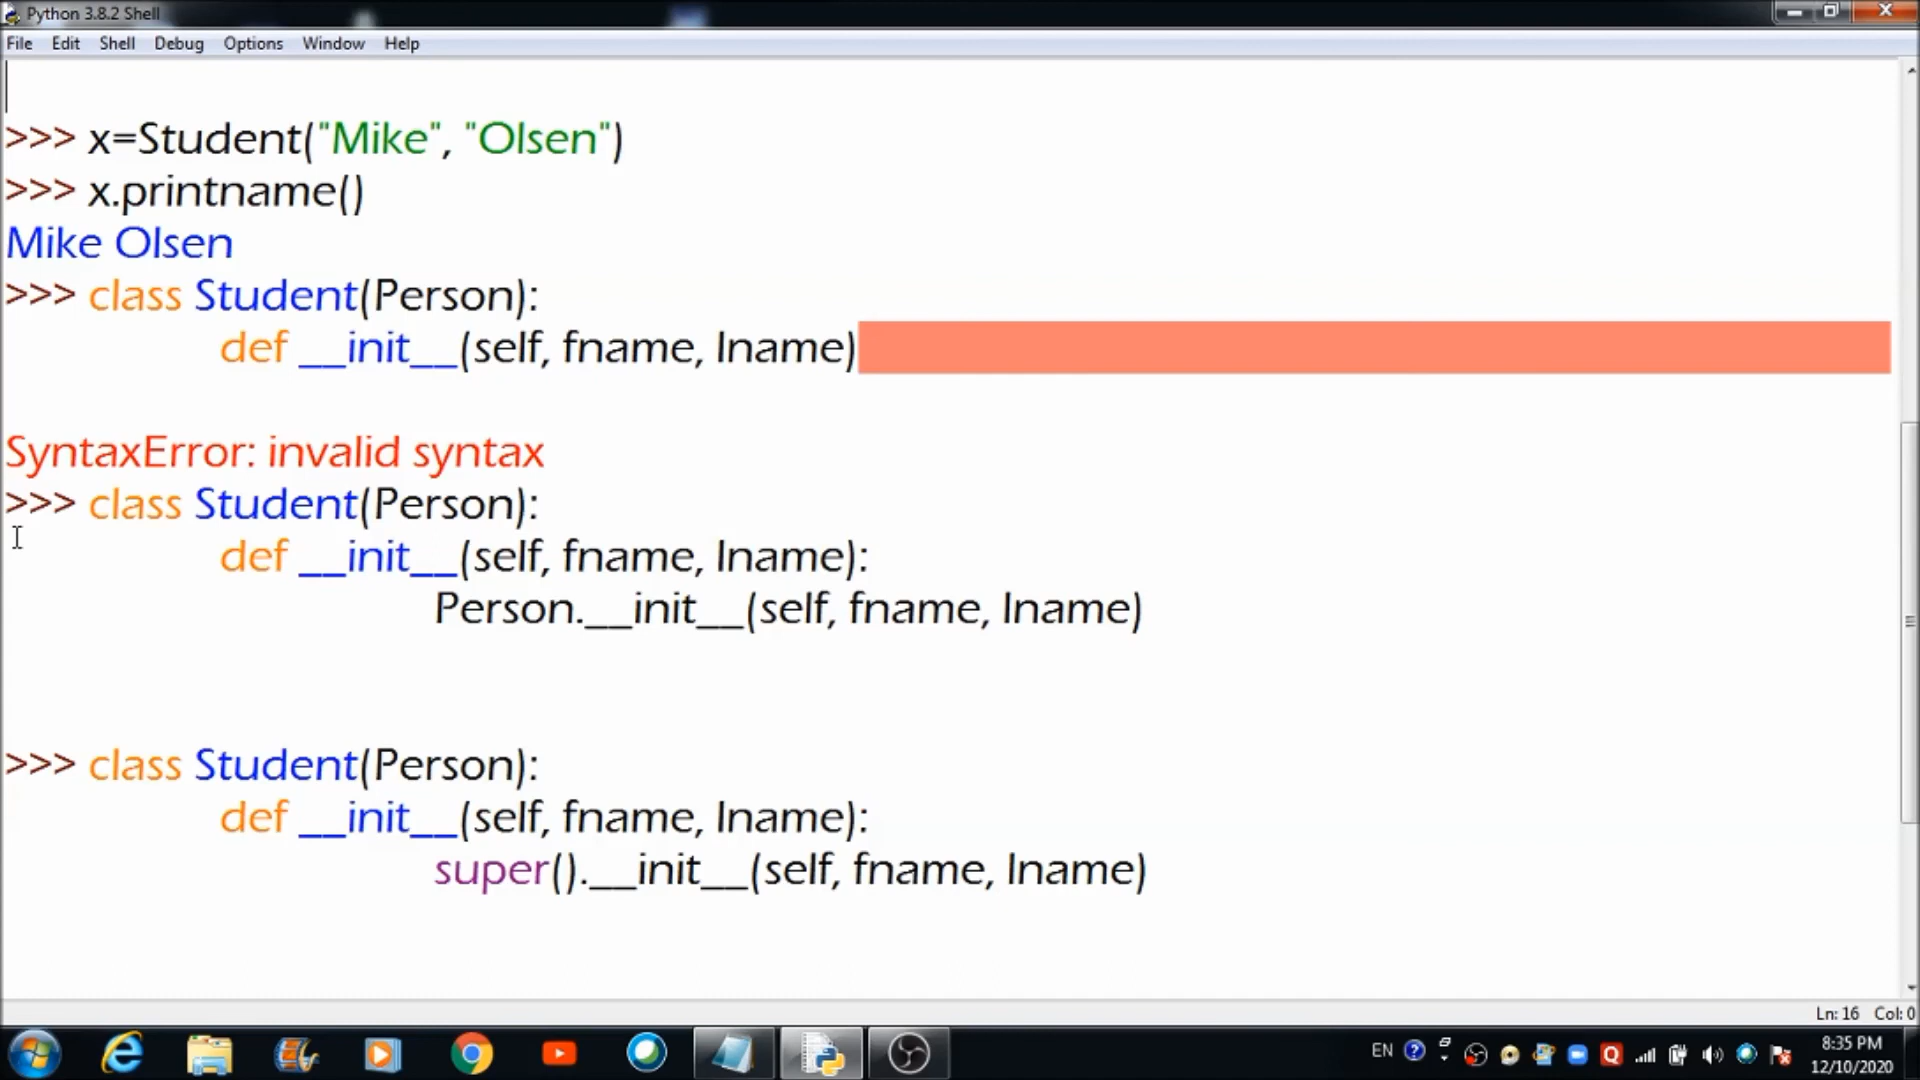 Python 3.8.2 Shell
File Edit Shell Debug Options Window Help
>>> x=Student("Mike", "Olsen")
>>> x.printname()
Mike Olsen
>>> class Student(Person):
def __init__(self, fname, lname)
SyntaxError: invalid syntax
>>> class Student(Person):
def __init__(self, fname, lname):
Person.__init__(self, fname, lname)
>>> class Student(Person):
def __init__(self, fname, lname):
super().__init__(self, fname, lname)
Ln: 16 Col: 0
EN
8:35 PM
12/10/2020